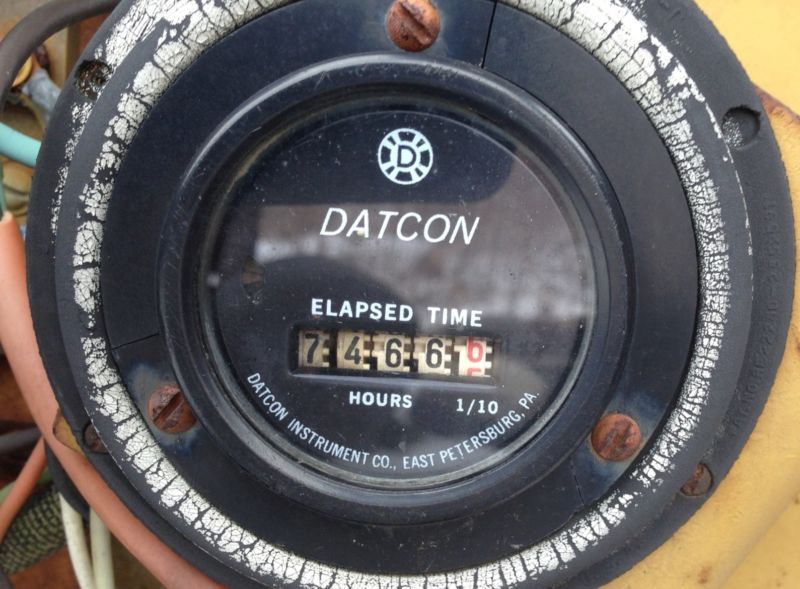 D
DATCON
ELAPSED TIME
7 4 6 6 6
HOURS 1/10
DATCON INSTRUMENT CO., EAST PETERSBURG, PA.